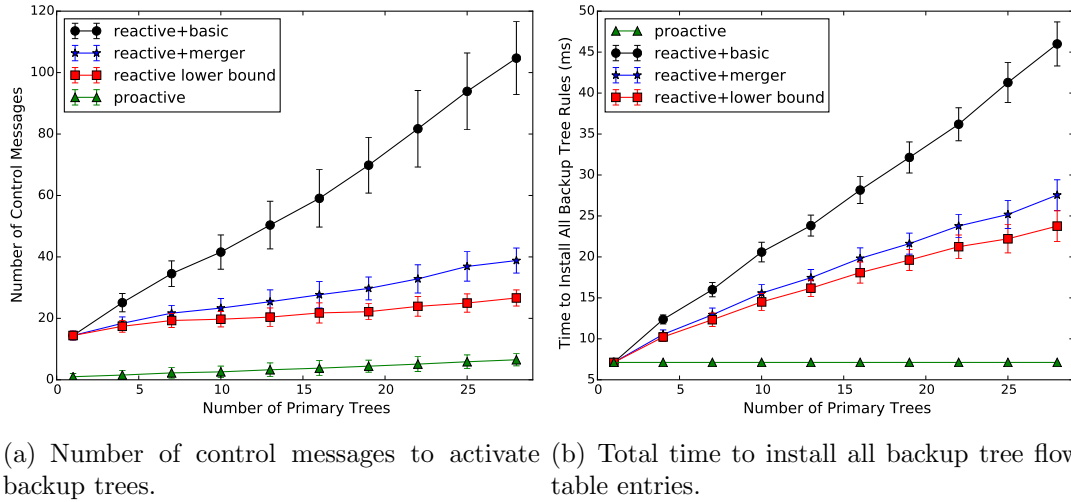 120
100
80
60
40
20
0
Number of Control Messages
reactive+basic
reactive+merger
reactive lower bound
proactive
0 5 10 15 20 25
Number of Primary Trees
50
45
40
35
30
25
20
15
10
5
Time to Install All Backup Tree Rules (ms)
proactive
reactive+basic
reactive+merger
reactive+lower bound
0 5 10 15 20 25
Number of Primary Trees
(a) Number of control messages to activate
backup trees.
(b) Total time to install all backup tree flow
table entries.